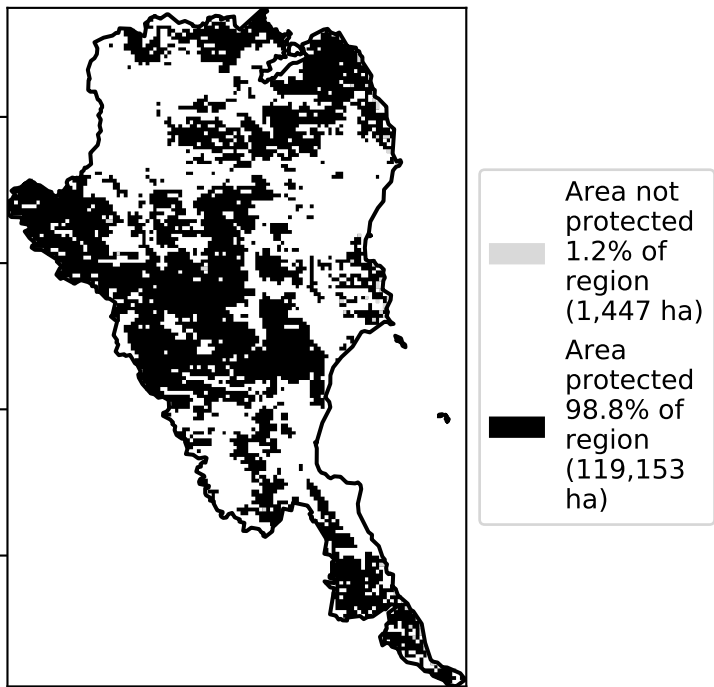 Area not
protected
1.2% of
region
(1,447 ha)
Area
protected
98.8% of
region
(119,153
ha)